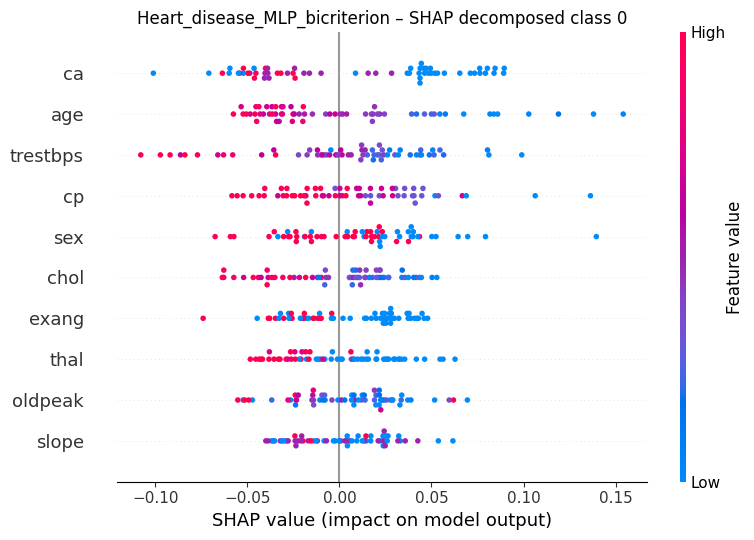 Heart_disease_MLP_bicriterion – SHAP decomposed class 0
High
ca
age
trestbps
cp
sex
chol
exang
thal
oldpeak
slope
Feature value
Low
−0.10 −0.05 0.00 0.05 0.10 0.15
SHAP value (impact on model output)